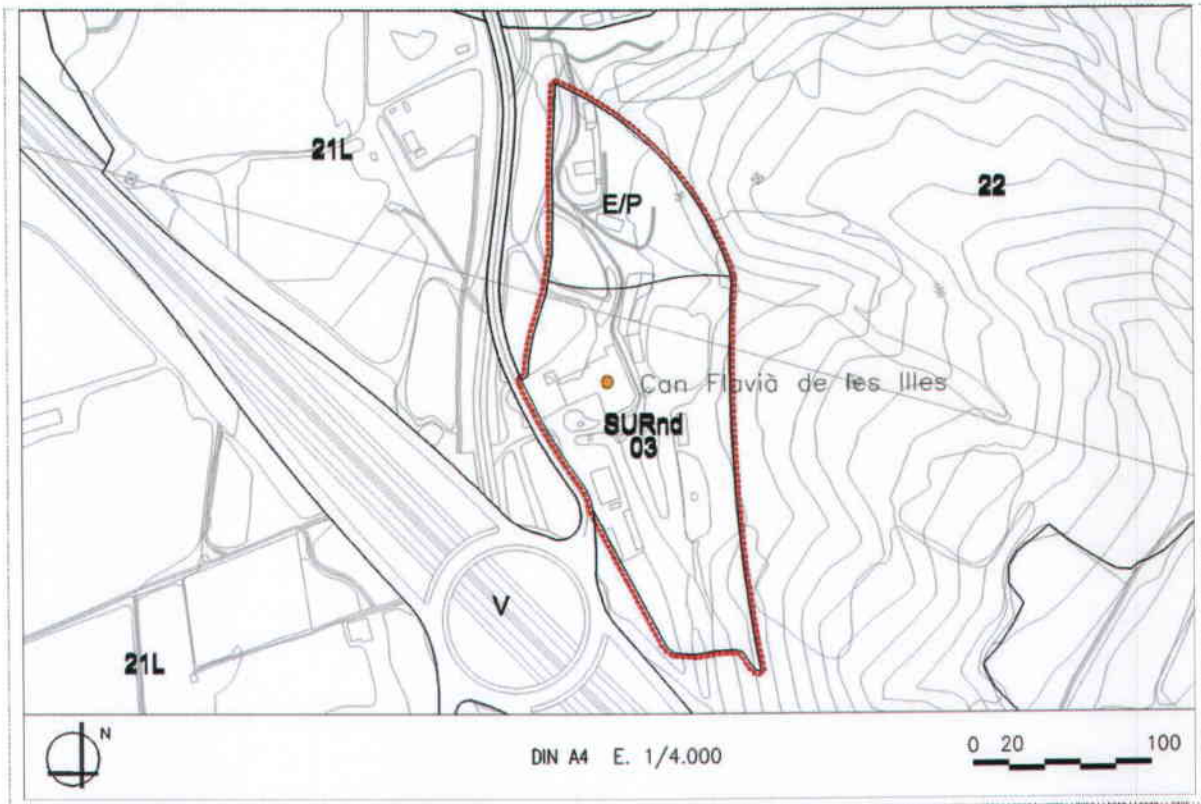 21L
22
E/P
Can Flavià de les Illes
SURnd
03
V
21L
N
DIN A4 E. 1/4.000
0 20 100